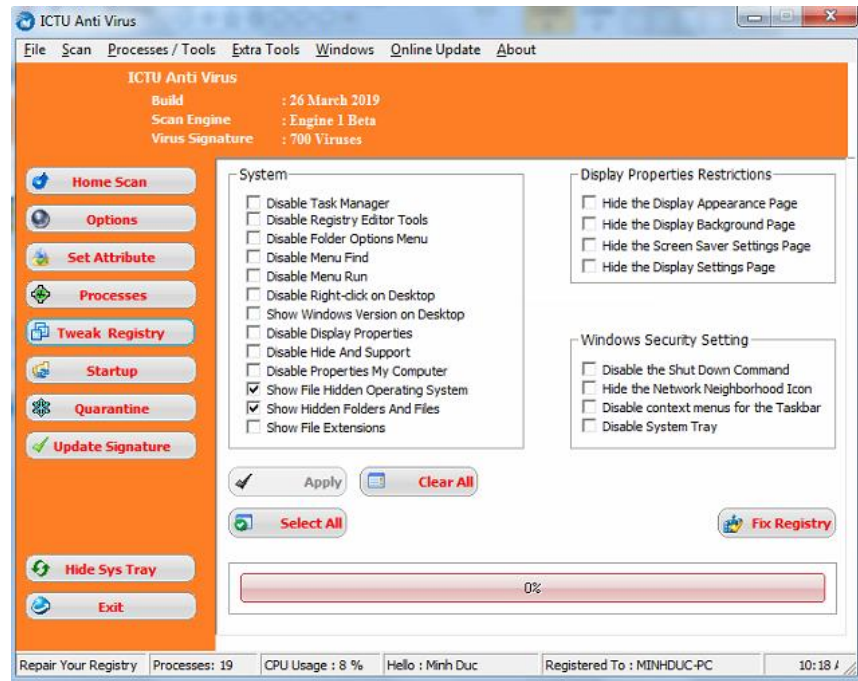 ICTU Anti Virus
File Scan Processes / Tools Extra Tools Windows Online Update About
ICTU Anti Virus
Build : 26 March 2019
Scan Engine : Engine 1 Beta
Virus Signature : 700 Viruses
Home Scan
Options
Set Attribute
Processes
Tweak Registry
Startup
Quarantine
Update Signature
Hide Sys Tray
Exit
System
Disable Task Manager
Disable Registry Editor Tools
Disable Folder Options Menu
Disable Menu Find
Disable Menu Run
Disable Right-click on Desktop
Show Windows Version on Desktop
Disable Display Properties
Disable Hide And Support
Disable Properties My Computer
Show File Hidden Operating System
Show Hidden Folders And Files
Show File Extensions
Display Properties Restrictions
Hide the Display Appearance Page
Hide the Display Background Page
Hide the Screen Saver Settings Page
Hide the Display Settings Page
Windows Security Setting
Disable the Shut Down Command
Hide the Network Neighborhood Icon
Disable context menus for the Taskbar
Disable System Tray
Apply Clear All
Select All
Fix Registry
0%
Repair Your Registry Processes: 19 CPU Usage : 8 % Hello : Minh Duc Registered To : MINHDUC-PC 10:18